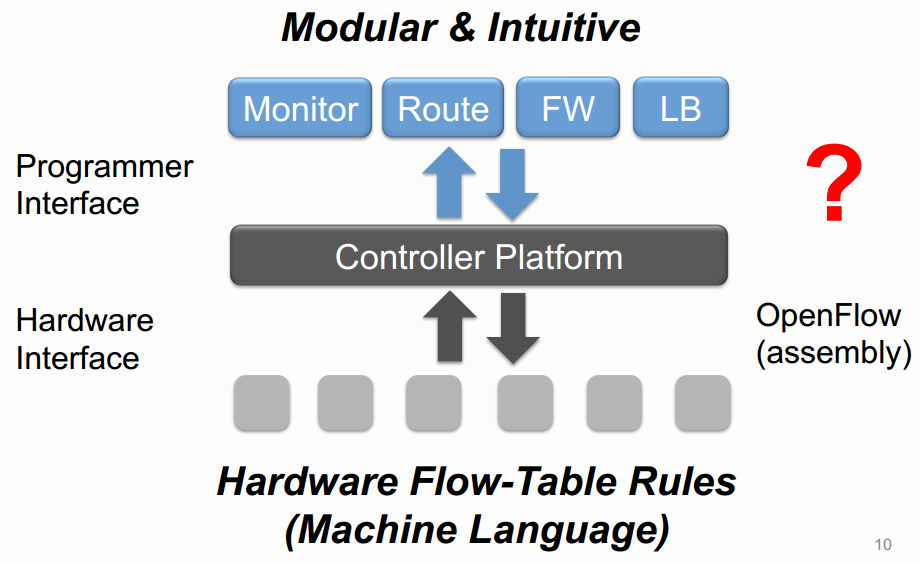 Modular & Intuitive
Monitor
Route
FW
LB
Programmer
Interface
?
Controller Platform
Hardware
Interface
OpenFlow
(assembly)
Hardware Flow-Table Rules
(Machine Language)
10